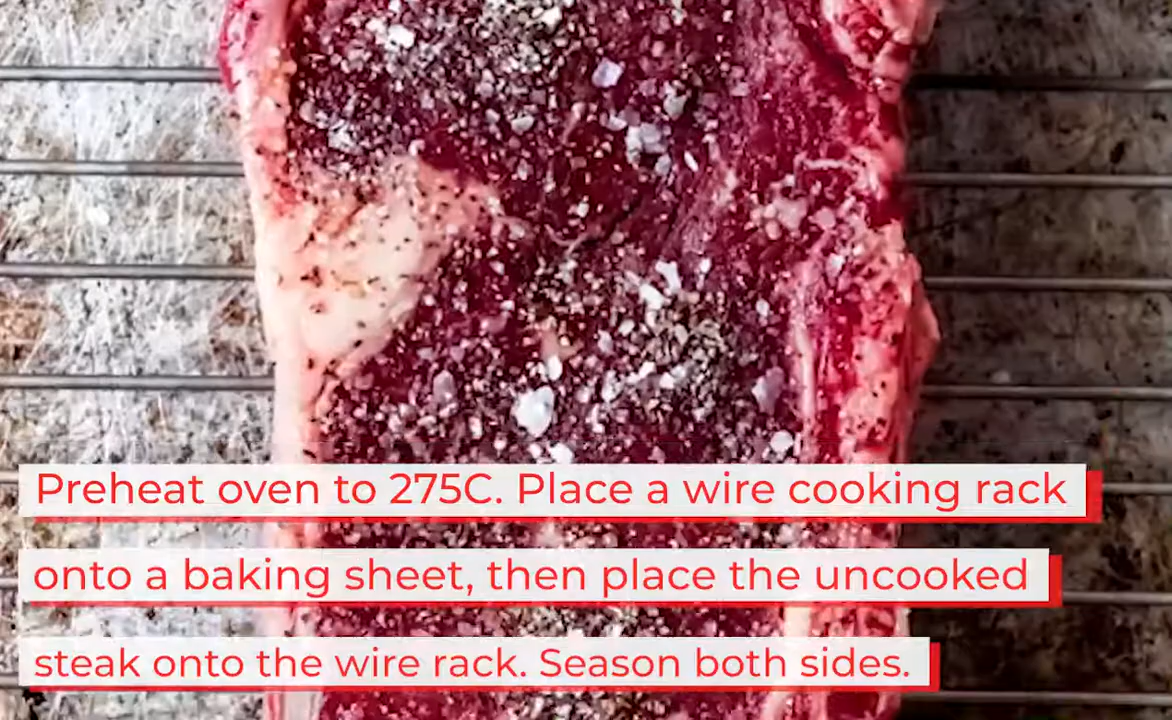 Preheat oven to 275C. Place a wire cooking rack
onto a baking sheet, then place the uncooked
steak onto the wire rack. Season both sides.